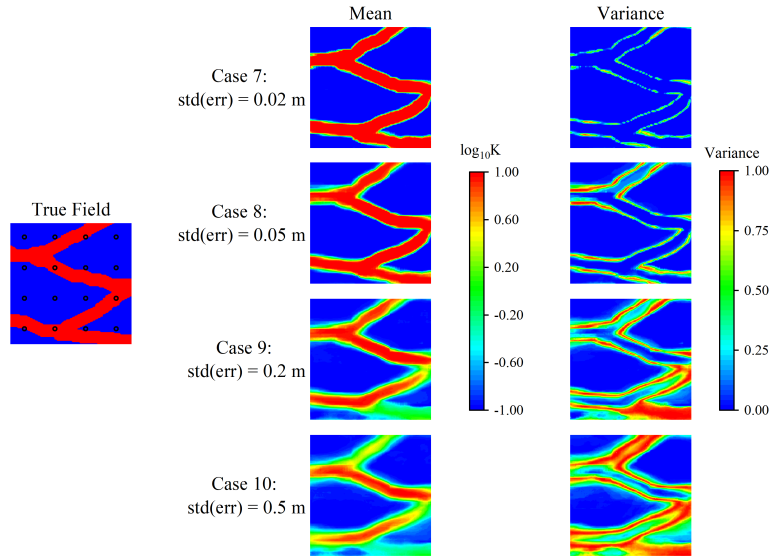 Mean
Variance
Case 7:
std(err) = 0.02 m
log₁₀K
Variance
1.00
1.00
True Field
Case 8:
std(err) = 0.05 m
0.60
0.75
0.20
0.50
-0.20
Case 9:
std(err) = 0.2 m
-0.60
0.25
-1.00
0.00
Case 10:
std(err) = 0.5 m